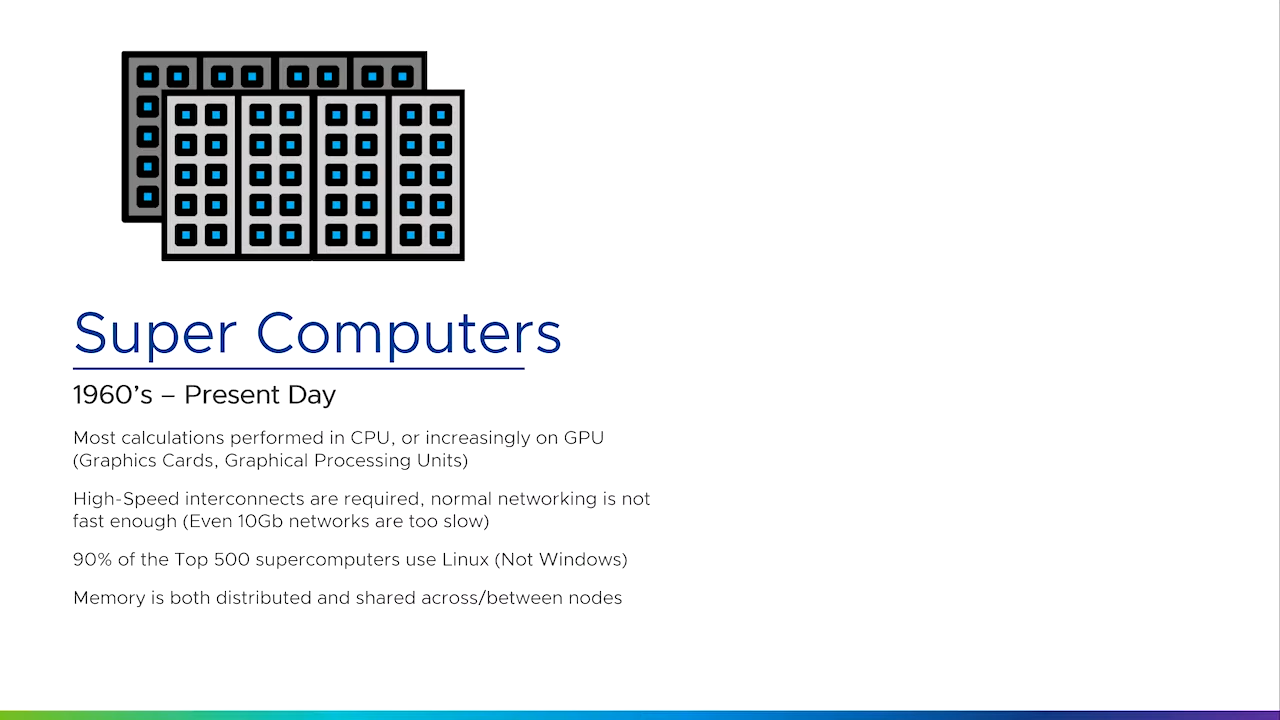 Super Computers
1960’s – Present Day
Most calculations performed in CPU, or increasingly on GPU
(Graphics Cards, Graphical Processing Units)
High-Speed interconnects are required, normal networking is not
fast enough (Even 10Gb networks are too slow)
90% of the Top 500 supercomputers use Linux (Not Windows)
Memory is both distributed and shared across/between nodes